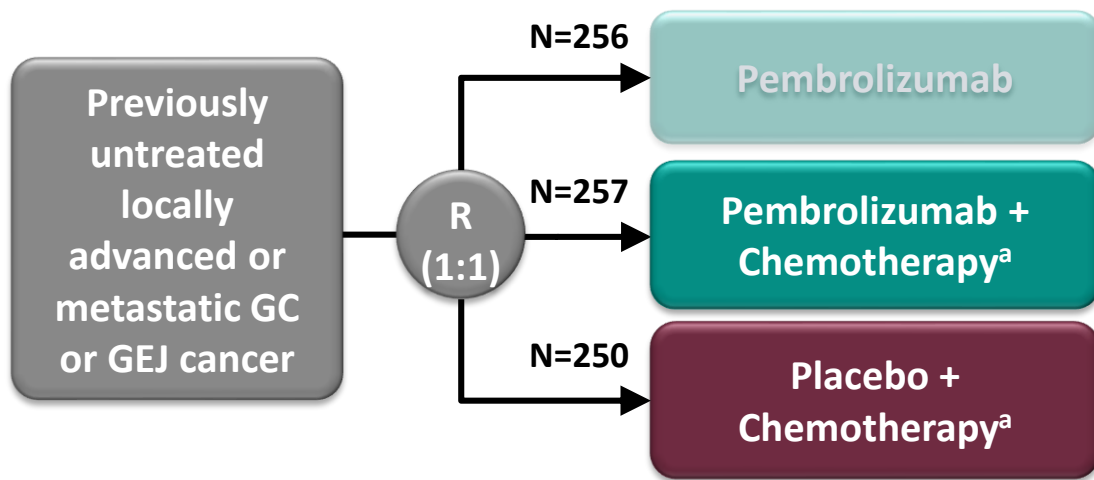 Previously
untreated
locally
advanced or
metastatic GC
or GEJ cancer
R
(1:1)
N=256
Pembrolizumab
N=257
Pembrolizumab +
Chemotherapyᵃ
N=250
Placebo +
Chemotherapyᵃ